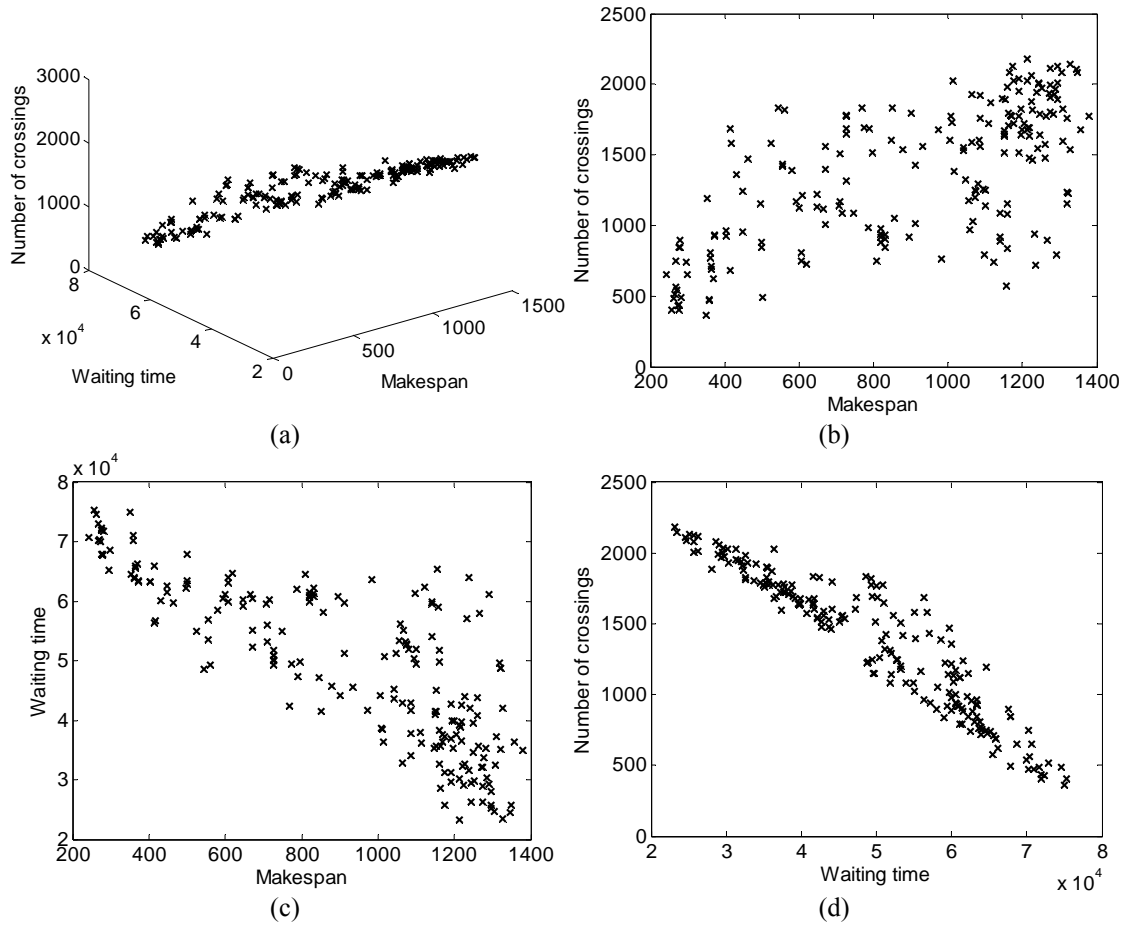 3000
2000
1000
0
Number of crossings
8
6
4
2
x 10^4
Waiting time
0
500
1000
1500
Makespan
(a)
2500
2000
1500
1000
500
0
Number of crossings
200 400 600 800 1000 1200 1400
Makespan
(b)
x 10^4
8
7
6
5
4
3
2
Waiting time
200 400 600 800 1000 1200 1400
Makespan
(c)
2500
2000
1500
1000
500
0
Number of crossings
2 3 4 5 6 7 8
Waiting time
x 10^4
(d)